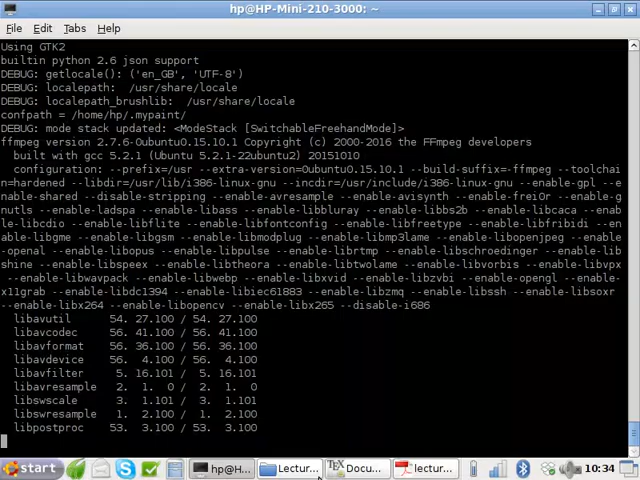 hp@HP-Mini-210-3000: ~
File Edit Tabs Help
Using GTK2
builtin python 2.6 json support
DEBUG: getlocale(): ('en_GB', 'UTF-8')
DEBUG: localepath:  /usr/share/locale
DEBUG: localepath_brushlib:  /usr/share/locale
confpath = /home/hp/.mypaint/
DEBUG: mode stack updated: <ModeStack [SwitchableFreehandMode]>
ffmpeg version 2.7.6-0ubuntu0.15.10.1 Copyright (c) 2000-2016 the FFmpeg developers
  built with gcc 5.2.1 (Ubuntu 5.2.1-22ubuntu2) 20151010
  configuration: --prefix=/usr --extra-version=0ubuntu0.15.10.1 --build-suffix=-ffmpeg --toolchai
n=hardened --libdir=/usr/lib/i386-linux-gnu --incdir=/usr/include/i386-linux-gnu --enable-gpl --e
nable-shared --disable-stripping --enable-avresample --enable-avisynth --enable-frei0r --enable-g
nutls --enable-ladspa --enable-libass --enable-libbluray --enable-libbs2b --enable-libcaca --enab
le-libcdio --enable-libflite --enable-libfontconfig --enable-libfreetype --enable-libfribidi --en
able-libgme --enable-libgsm --enable-libmodplug --enable-libmp3lame --enable-libopenjpeg --enable
-openal --enable-libopus --enable-libpulse --enable-librtmp --enable-libschroedinger --enable-lib
shine --enable-libspeex --enable-libtheora --enable-libtwolame --enable-libvorbis --enable-libvpx
 --enable-libwavpack --enable-libwebp --enable-libxvid --enable-libzvbi --enable-opengl --enable-
x11grab --enable-libdc1394 --enable-libiec61883 --enable-libzmq --enable-libssh --enable-libsoxr
--enable-libx264 --enable-libopencv --enable-libx265 --disable-i686
  libavutil      54. 27.100 / 54. 27.100
  libavcodec     56. 41.100 / 56. 41.100
  libavformat    56. 36.100 / 56. 36.100
  libavdevice    56.  4.100 / 56.  4.100
  libavfilter     5. 16.101 /  5. 16.101
  libavresample   2.  1.  0 /  2.  1.  0
  libswscale      3.  1.101 /  3.  1.101
  libswresample   1.  2.100 /  1.  2.100
  libpostproc    53.  3.100 / 53.  3.100
start hp@H... Lectur... TEX Docu... lectur... 10:34